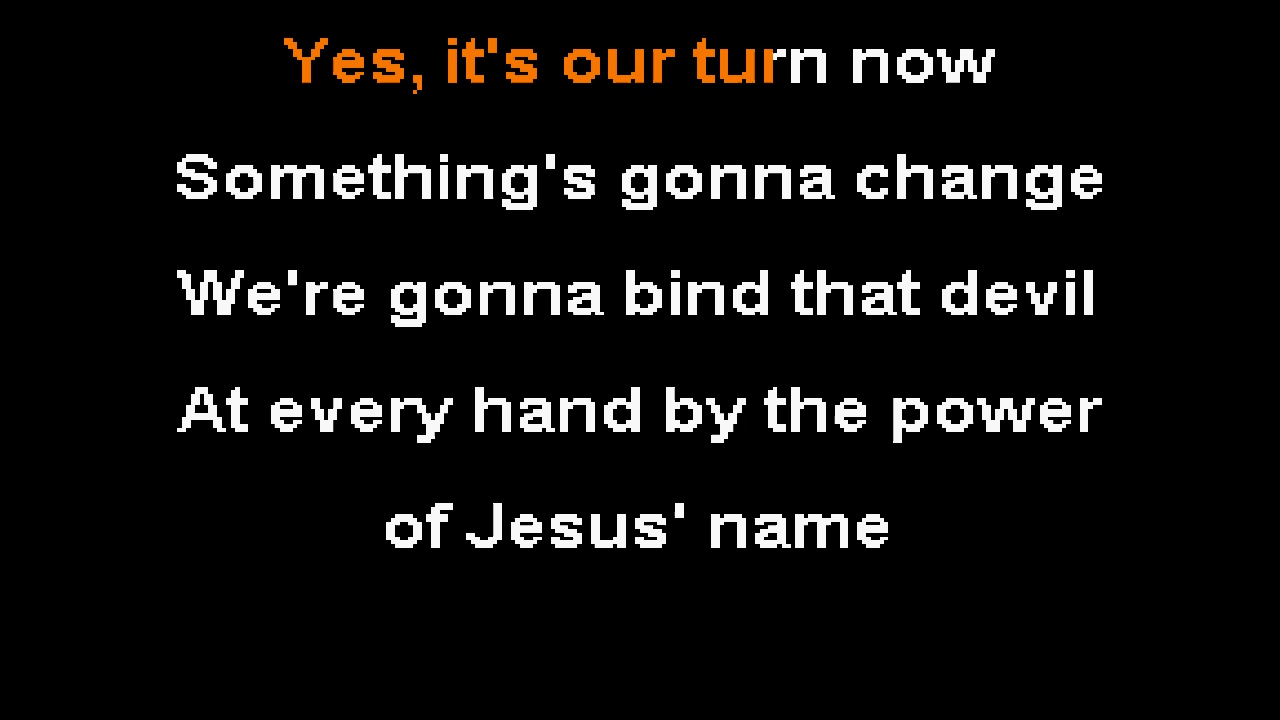 Yes, it's our turn now
Something's gonna change
We're gonna bind that devil
At every hand by the power
of Jesus' name